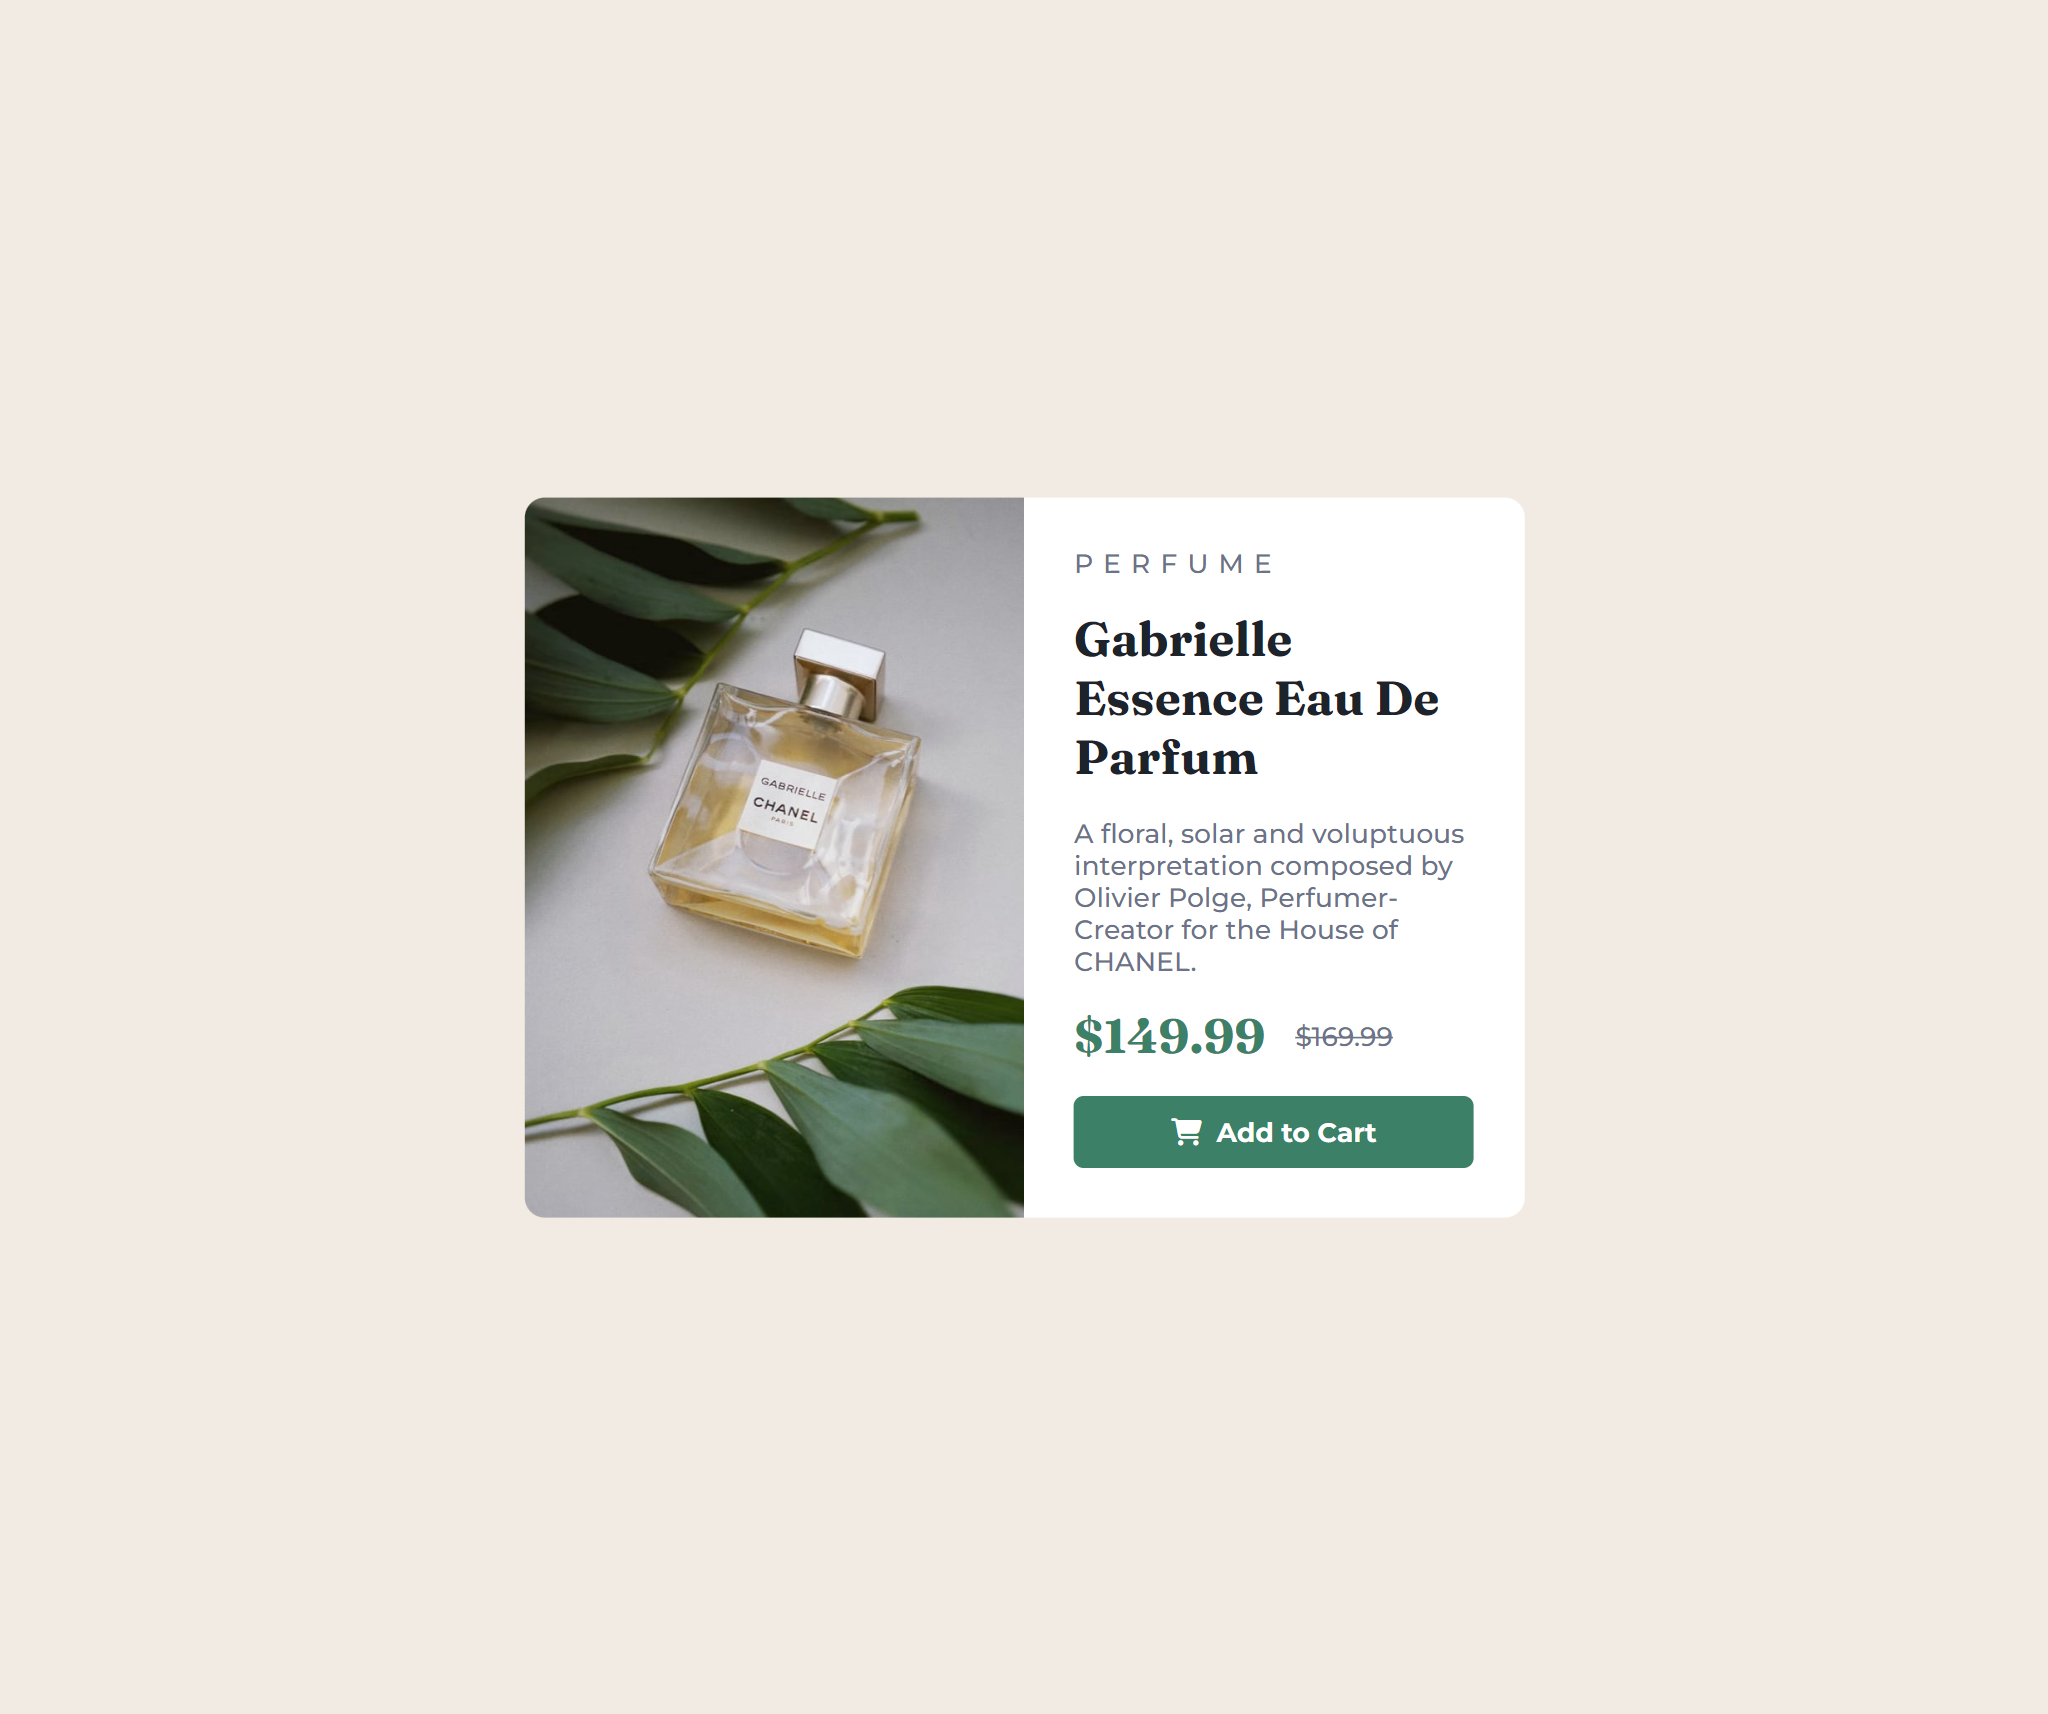 GABRIELLE
CHANEL
PARIS
PERFUME
Gabrielle
Essence Eau De
Parfum
A floral, solar and voluptuous
interpretation composed by
Olivier Polge, Perfumer-
Creator for the House of
CHANEL.
$149.99 $169.99
Add to Cart